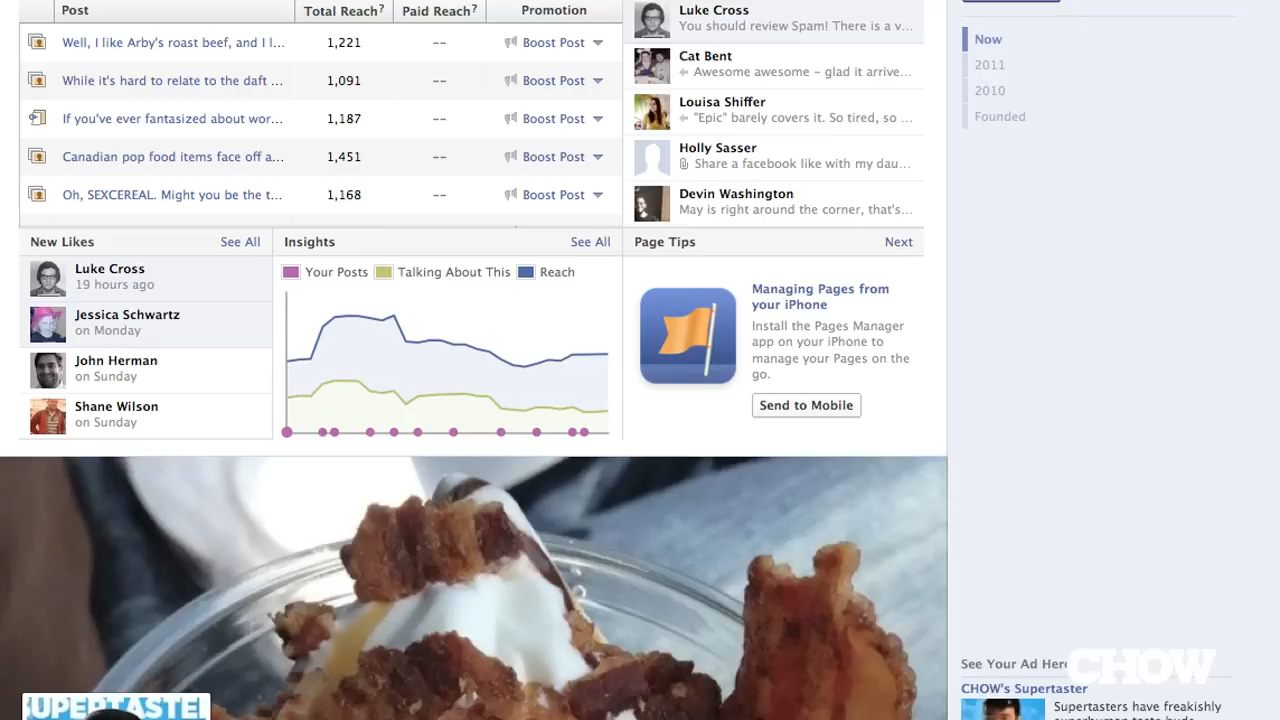 Post Total Reach? Paid Reach? Promotion
Well, I like Arby's roast beef, and I l... 1,221 -- Boost Post
While it's hard to relate to the daft ... 1,091 -- Boost Post
If you've ever fantasized about wor... 1,187 -- Boost Post
Canadian pop food items face off a... 1,451 -- Boost Post
Oh, SEXCEREAL. Might you be the t... 1,168 -- Boost Post
Luke Cross
You should review Spam! There is a v...
Cat Bent
Awesome awesome – glad it arrive...
Louisa Shiffer
"Epic" barely covers it. So tired, so ...
Holly Sasser
Share a facebook like with my dau...
Devin Washington
May is right around the corner, that's...
Now
2011
2010
Founded
New Likes See All
Luke Cross
19 hours ago
Jessica Schwartz
on Monday
John Herman
on Sunday
Shane Wilson
on Sunday
Insights See All
Your Posts Talking About This Reach
Page Tips Next
Managing Pages from
your iPhone
Install the Pages Manager
app on your iPhone to
manage your Pages on the
go.
Send to Mobile
SUPERTASTE
See Your Ad Here
CHOW
CHOW's Supertaster
Supertasters have freakishly
superhuman taste buds